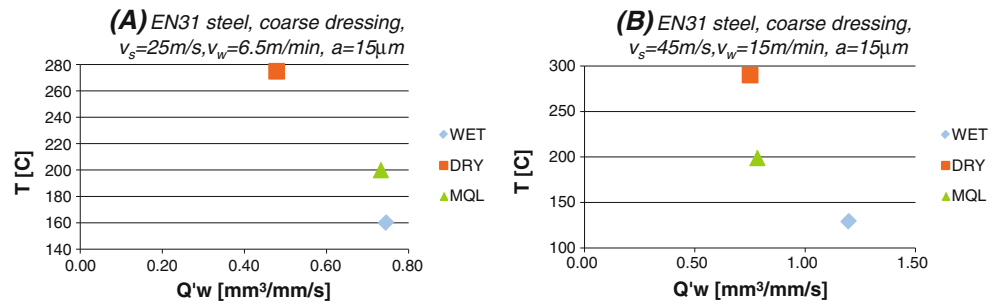 (A) EN31 steel, coarse dressing,
vs=25m/s,vw=6.5m/min, a=15µm
280
260
240
220
200
180
160
140
T [C]
0.00 0.20 0.40 0.60 0.80
Q'w [mm³/mm/s]
WET
DRY
MQL
(B) EN31 steel, coarse dressing,
vs=45m/s,vw=15m/min, a=15µm
300
250
200
150
100
T [C]
0.00 0.50 1.00 1.50
Q'w [mm³/mm/s]
WET
DRY
MQL